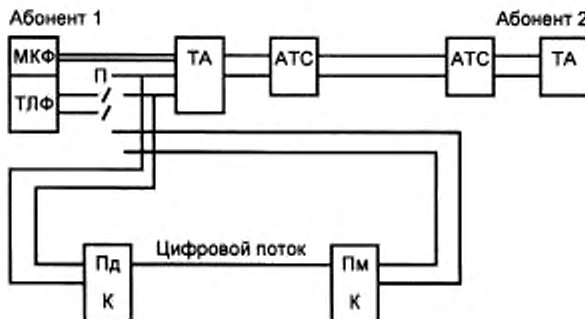 Абонент 1
Абонент 2
МКФ
ТА
АТС
АТС
ТА
П
ТЛФ
Цифровой поток
Пд
К
Пм
К